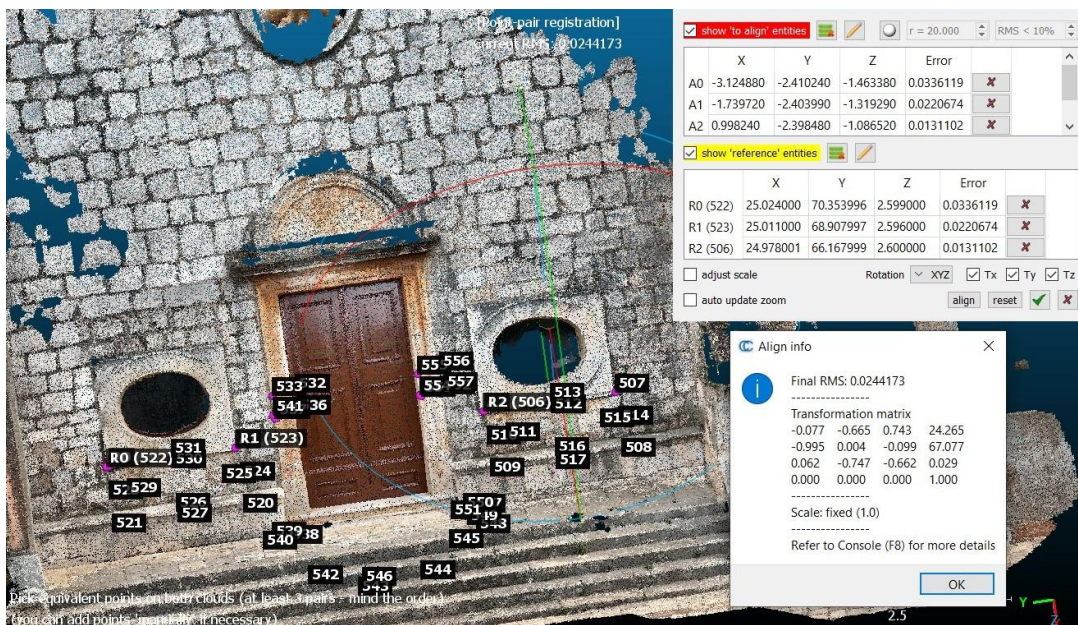 [Point-pair registration]
current RMS: 0.0244173
show 'to align' entities
r = 20.000
RMS < 10%
X Y Z Error
A0 -3.124880 -2.410240 -1.463380 0.0336119
A1 -1.739720 -2.403990 -1.319290 0.0220674
A2 0.998240 -2.398480 -1.086520 0.0131102
show 'reference' entities
X Y Z Error
R0 (522) 25.024000 70.353996 2.599000 0.0336119
R1 (523) 25.011000 68.907997 2.596000 0.0220674
R2 (506) 24.978001 66.167999 2.600000 0.0131102
adjust scale
Rotation XYZ Tx Ty Tz
auto update zoom
align reset
Align info
Final RMS: 0.0244173
---------------
Transformation matrix
-0.077 -0.665 0.743 24.265
-0.995 0.004 -0.099 67.077
0.062 -0.747 -0.662 0.029
0.000 0.000 0.000 1.000
---------------
Scale: fixed (1.0)
---------------
Refer to Console (F8) for more details
OK
556
557
533
541
R2 (506)
513
512
507
R1 (523)
511
508
531
R0 (522)
516
517
509
529
525
526
527
520
521
551
545
540
542
546
544
Pick equivalent points on both clouds (at least 3 pairs - mind the order)
(you can add points 'manually' if necessary)
2.5
Y
Z